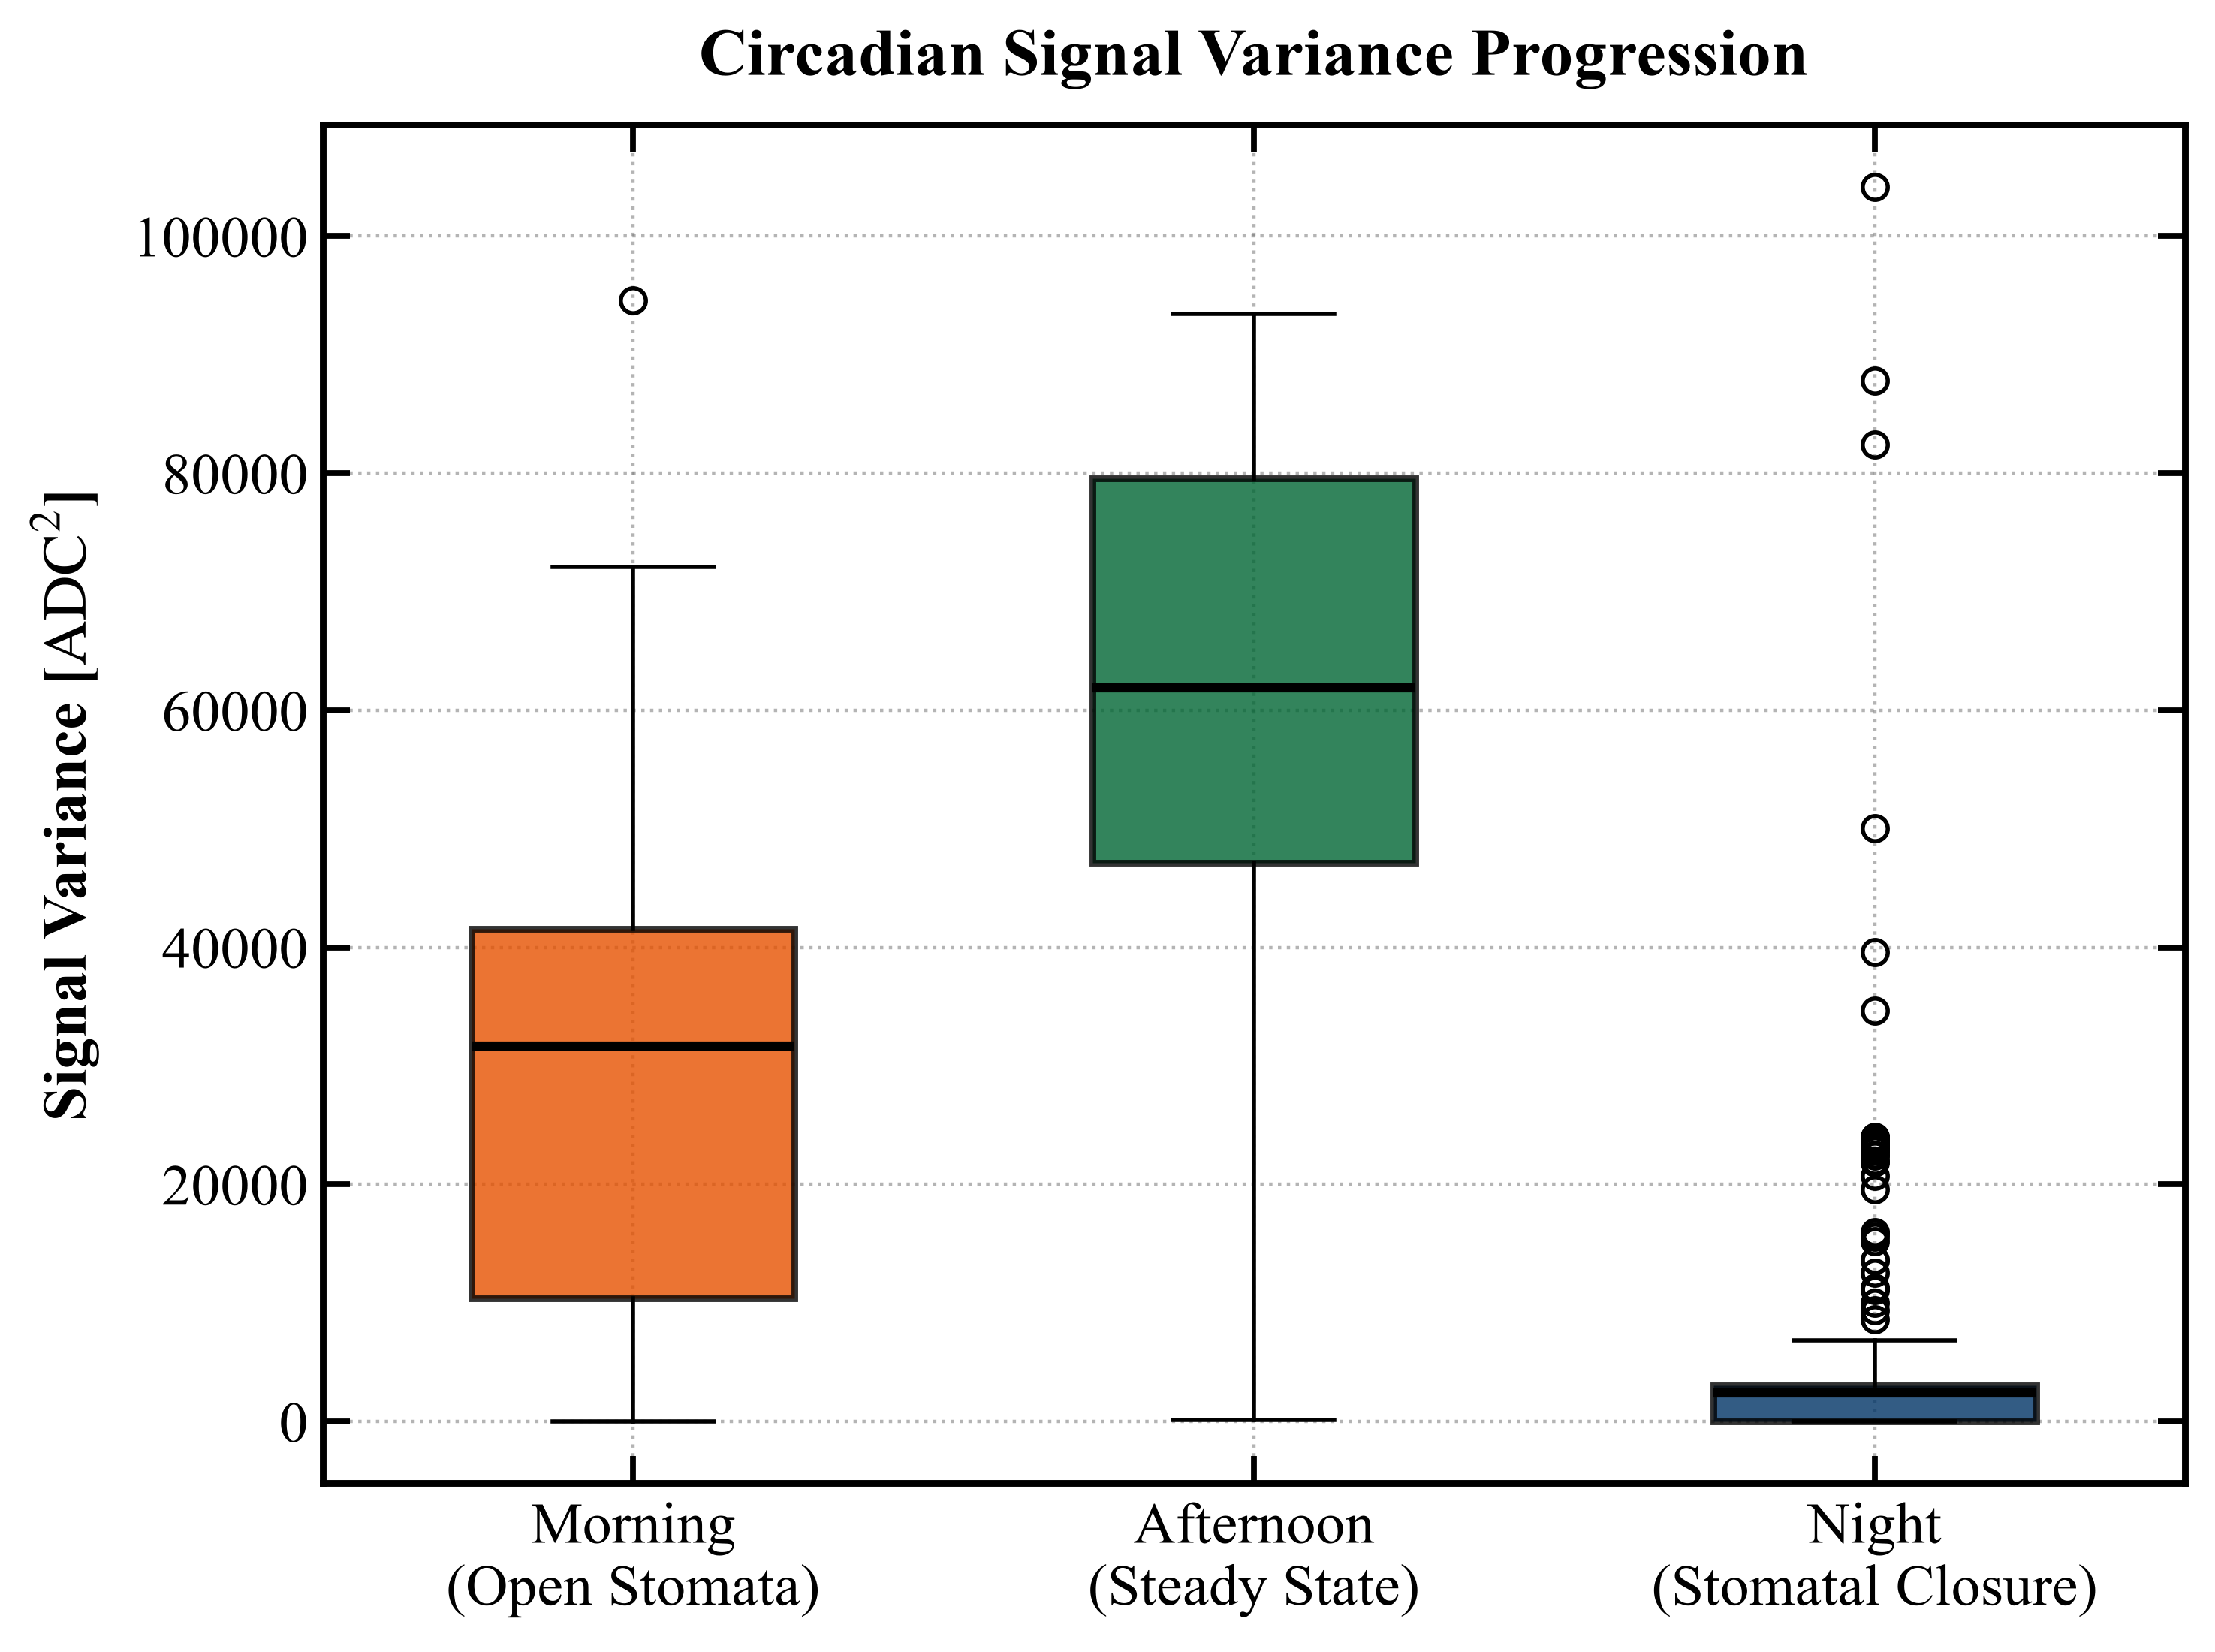 Circadian Signal Variance Progression
Signal Variance [ADC²]
100000
80000
60000
40000
20000
0
Morning
(Open Stomata)
Afternoon
(Steady State)
Night
(Stomatal Closure)